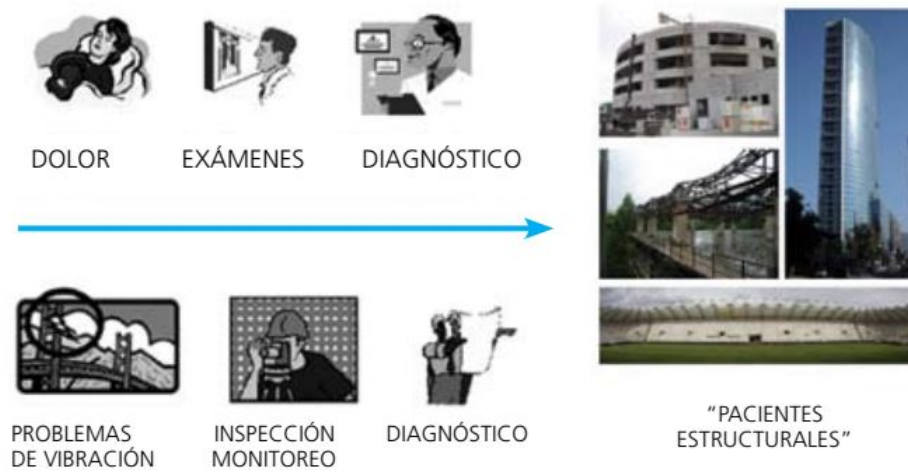 DOLOR
EXÁMENES
DIAGNÓSTICO
PROBLEMAS
DE VIBRACIÓN
INSPECCIÓN
MONITOREO
DIAGNÓSTICO
“PACIENTES
ESTRUCTURALES”